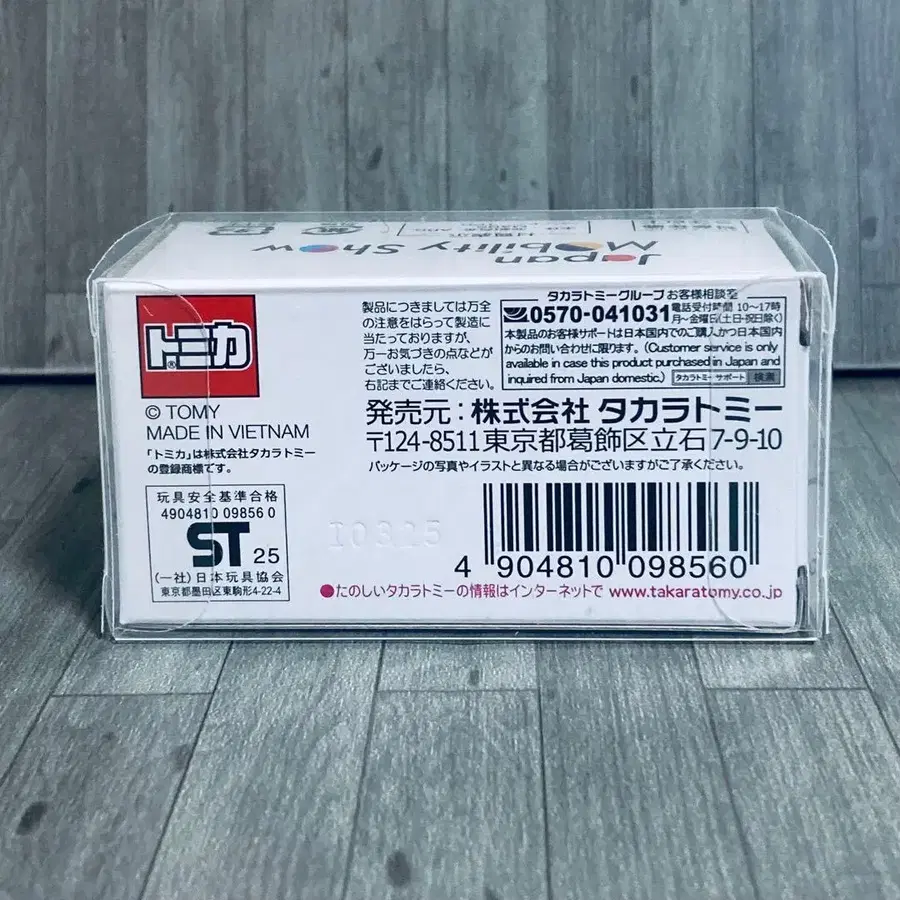 Japan
Mobility Show
トミカ
®
© TOMY
MADE IN VIETNAM
「トミカ」は株式会社タカラトミー
の登録商標です。
玩具安全基準合格
4904810 09856 0
ST 25
(一社)日本玩具協会
東京都墨田区東駒形4-22-4
製品につきましては万全
の注意をはらって製造に
当たっておりますが、
万一お気づきの点などが
ございましたら、
右記までご連絡ください。
タカラトミーグループ お客様相談室
0570-041031
電話受付時間 10〜17時
月〜金曜日(土・日・祝日除く)
本製品のお客様サポートは日本国内でのご購入かつ日本国内
からのお問い合わせに限ります。(Customer service is only
available in case this product purchased in Japan and
inquired from Japan domestic.) タカラトミー サポート 検索
発売元:株式会社 タカラトミー
〒124-8511東京都葛飾区立石7-9-10
パッケージの写真やイラストと異なる場合がございますがご了承ください。
10325
4 904810 098560
●たのしいタカラトミーの情報はインターネットで www.takaratomy.co.jp